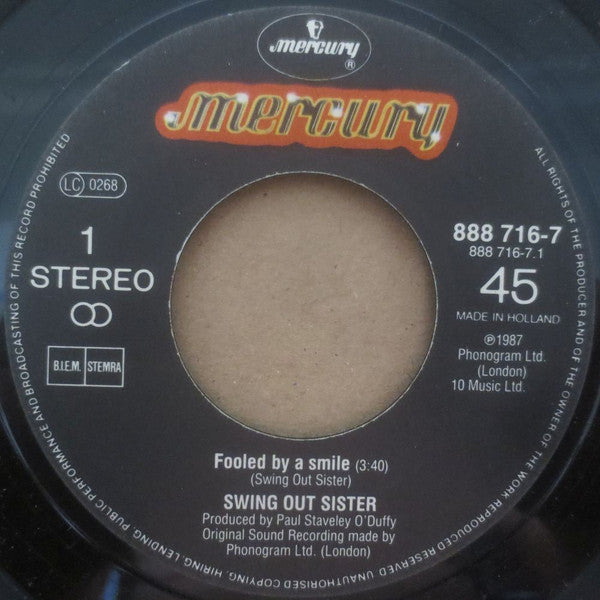 mercury
®
mercury
LC 0268
1
STEREO
B.I.E.M. STEMRA
888 716-7
888 716-7.1
45
MADE IN HOLLAND
℗1987
Phonogram Ltd.
(London)
10 Music Ltd.
Fooled by a smile (3:40)
(Swing Out Sister)
SWING OUT SISTER
Produced by Paul Staveley O'Duffy
Original Sound Recording made by
Phonogram Ltd. (London)
ALL RIGHTS OF THE PRODUCER AND OF THE OWNER OF THE WORK REPRODUCED RESERVED UNAUTHORISED COPYING, HIRING, LENDING, PUBLIC PERFORMANCE AND BROADCASTING OF THIS RECORD PROHIBITED